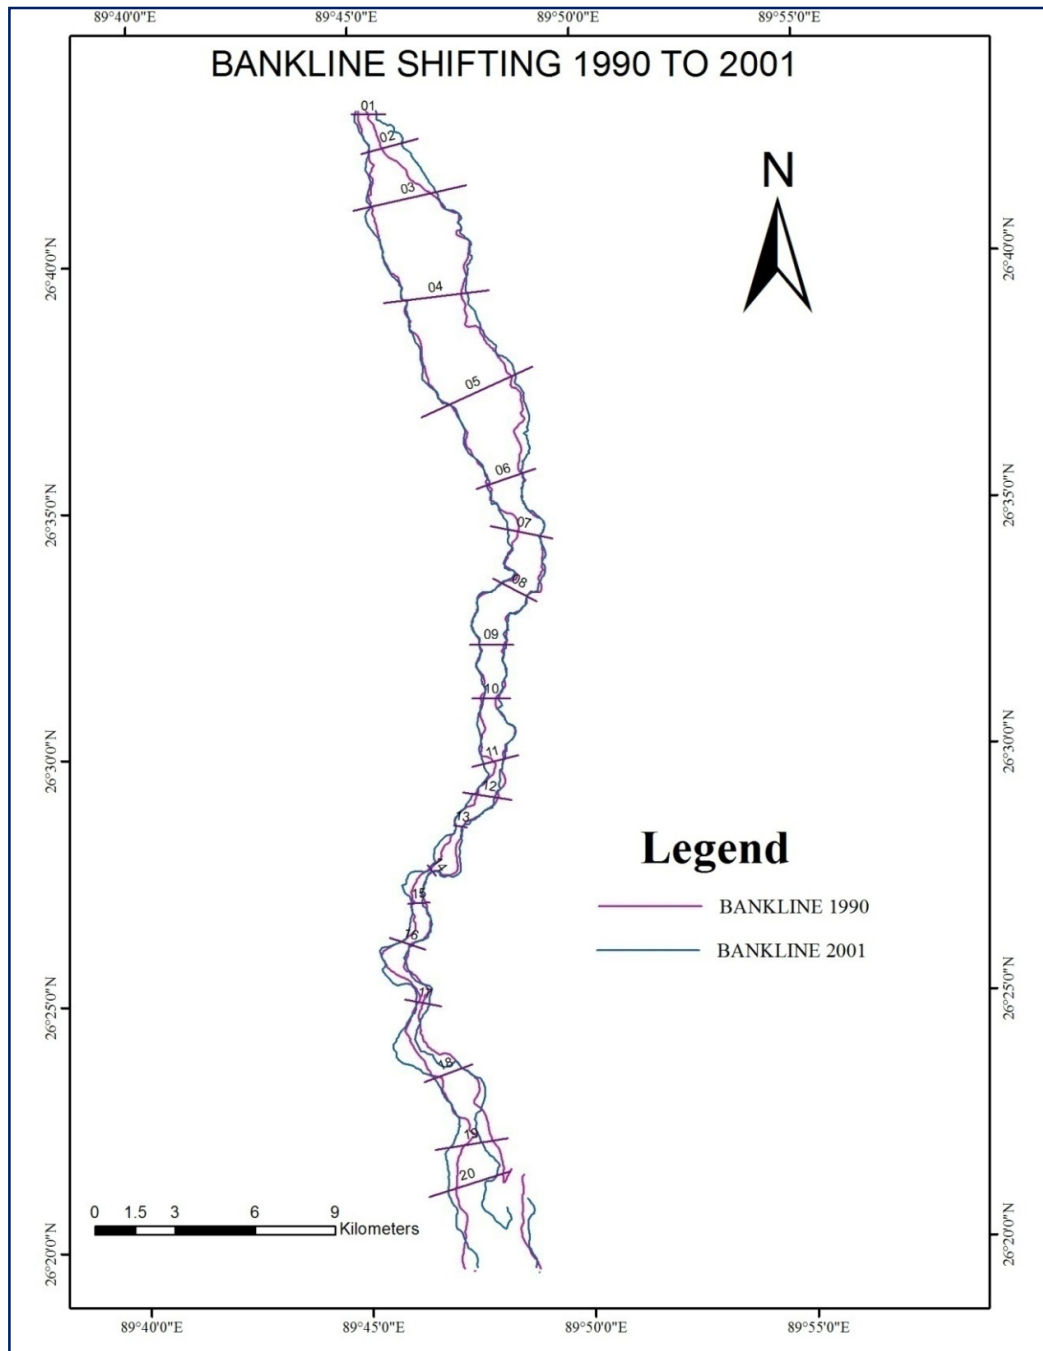 89°40'0"E 89°45'0"E 89°50'0"E 89°55'0"E
BANKLINE SHIFTING 1990 TO 2001
01
02
03
N
26°40'0"N 26°40'0"N
04
05
06
26°35'0"N 26°35'0"N
07
08
09
10
26°30'0"N 26°30'0"N
11
12
13
Legend
14
15
BANKLINE 1990
16
BANKLINE 2001
26°25'0"N 26°25'0"N
17
18
19
20
0 1.5 3 6 9
Kilometers
26°20'0"N 26°20'0"N
89°40'0"E 89°45'0"E 89°50'0"E 89°55'0"E